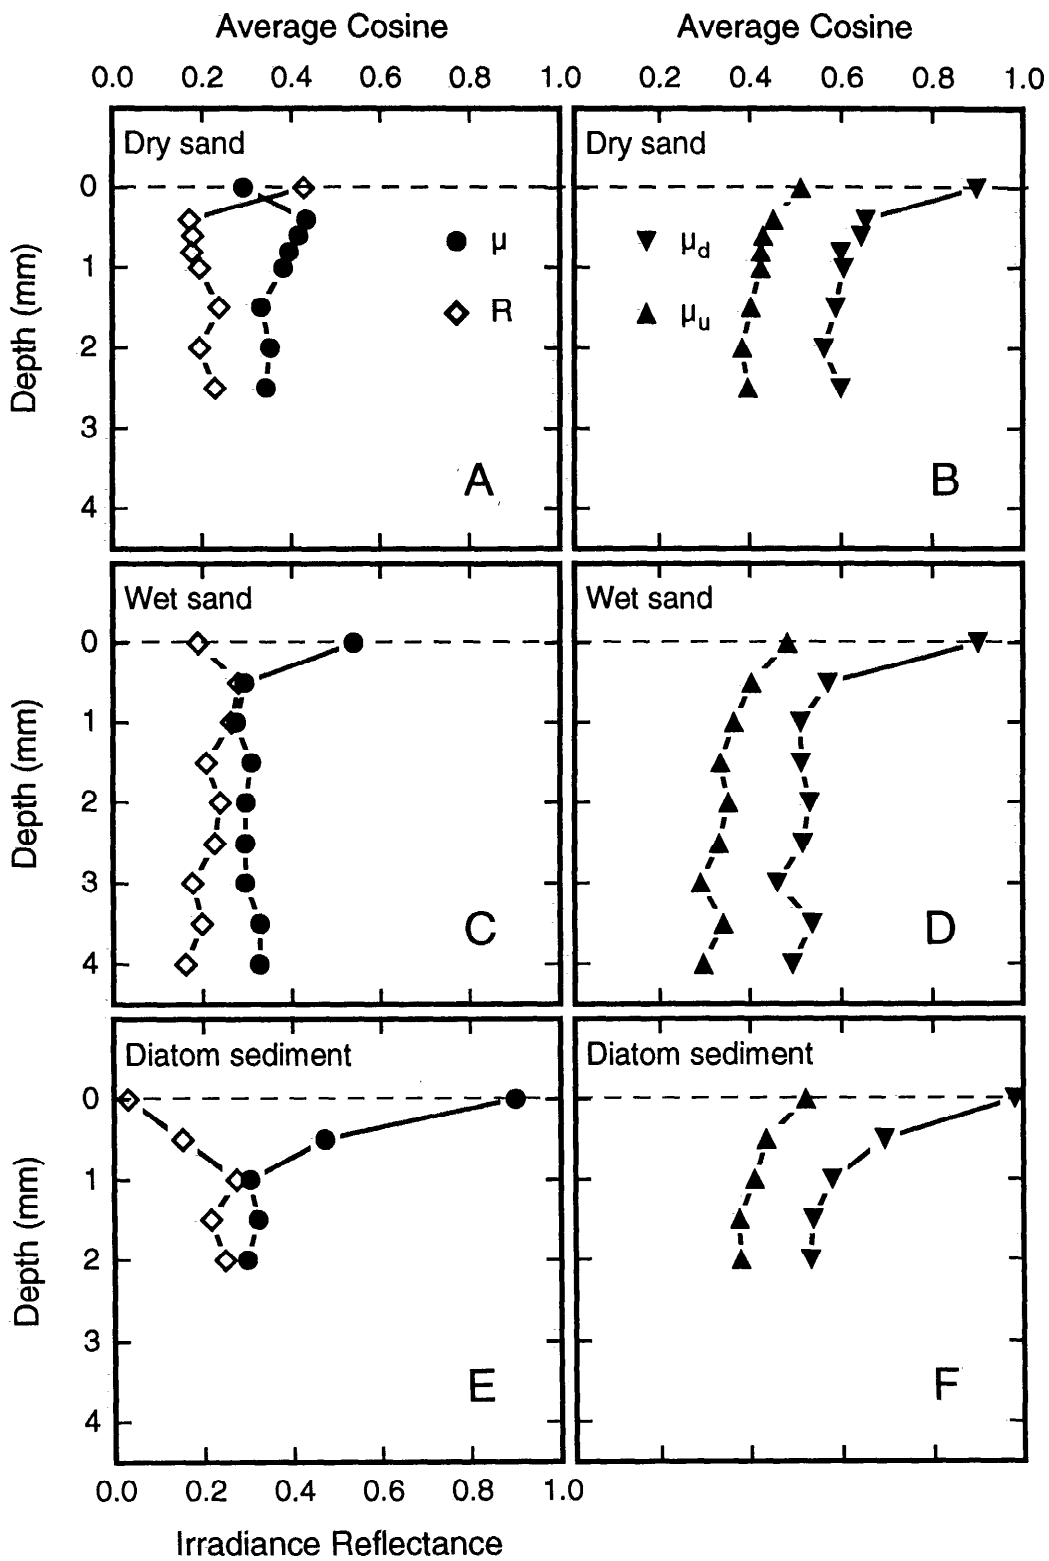 Average Cosine Average Cosine
0.0 0.2 0.4 0.6 0.8 1.0 0.2 0.4 0.6 0.8 1.0
Dry sand Dry sand
0
μ μd
1
R μu
2
Depth (mm)
3
A B
4
Wet sand Wet sand
0
1
2
Depth (mm)
3
C D
4
Diatom sediment Diatom sediment
0
1
2
Depth (mm)
3
E F
4
0.0 0.2 0.4 0.6 0.8 1.0
Irradiance Reflectance